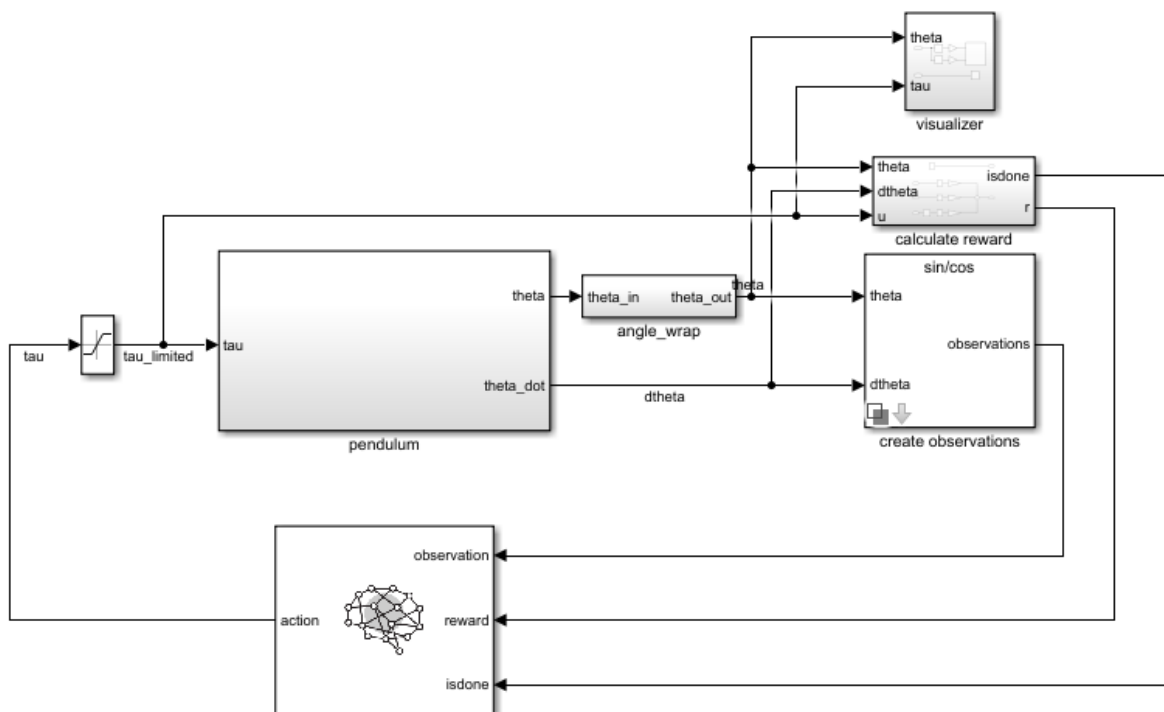 theta
tau
visualizer
theta
dtheta
u
isdone
r
calculate reward
sin/cos
theta
dtheta
observations
create observations
theta_in
theta_out
theta
angle_wrap
theta
theta_dot
tau
pendulum
dtheta
tau
tau_limited
observation
action
reward
isdone